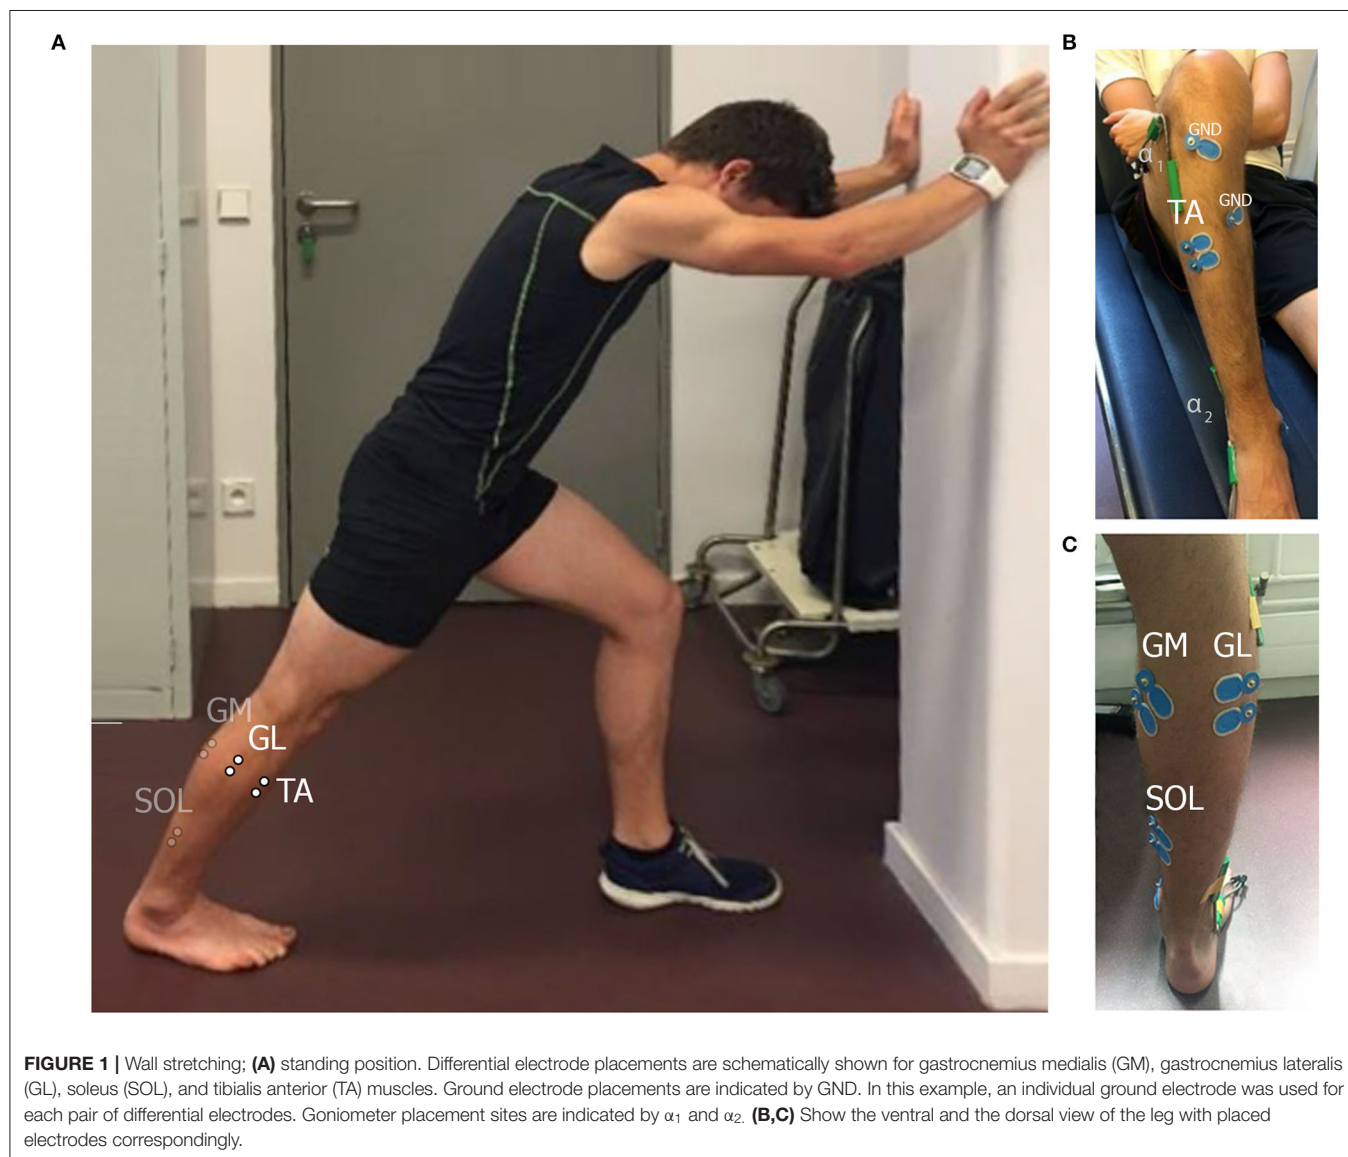 A
B
GND
α1
TA
GND
α2
C
GM
GL
GM
GL
SOL
TA
SOL
FIGURE 1 | Wall stretching; (A) standing position. Differential electrode placements are schematically shown for gastrocnemius medialis (GM), gastrocnemius lateralis
(GL), soleus (SOL), and tibialis anterior (TA) muscles. Ground electrode placements are indicated by GND. In this example, an individual ground electrode was used for
each pair of differential electrodes. Goniometer placement sites are indicated by α1 and α2. (B,C) Show the ventral and the dorsal view of the leg with placed
electrodes correspondingly.